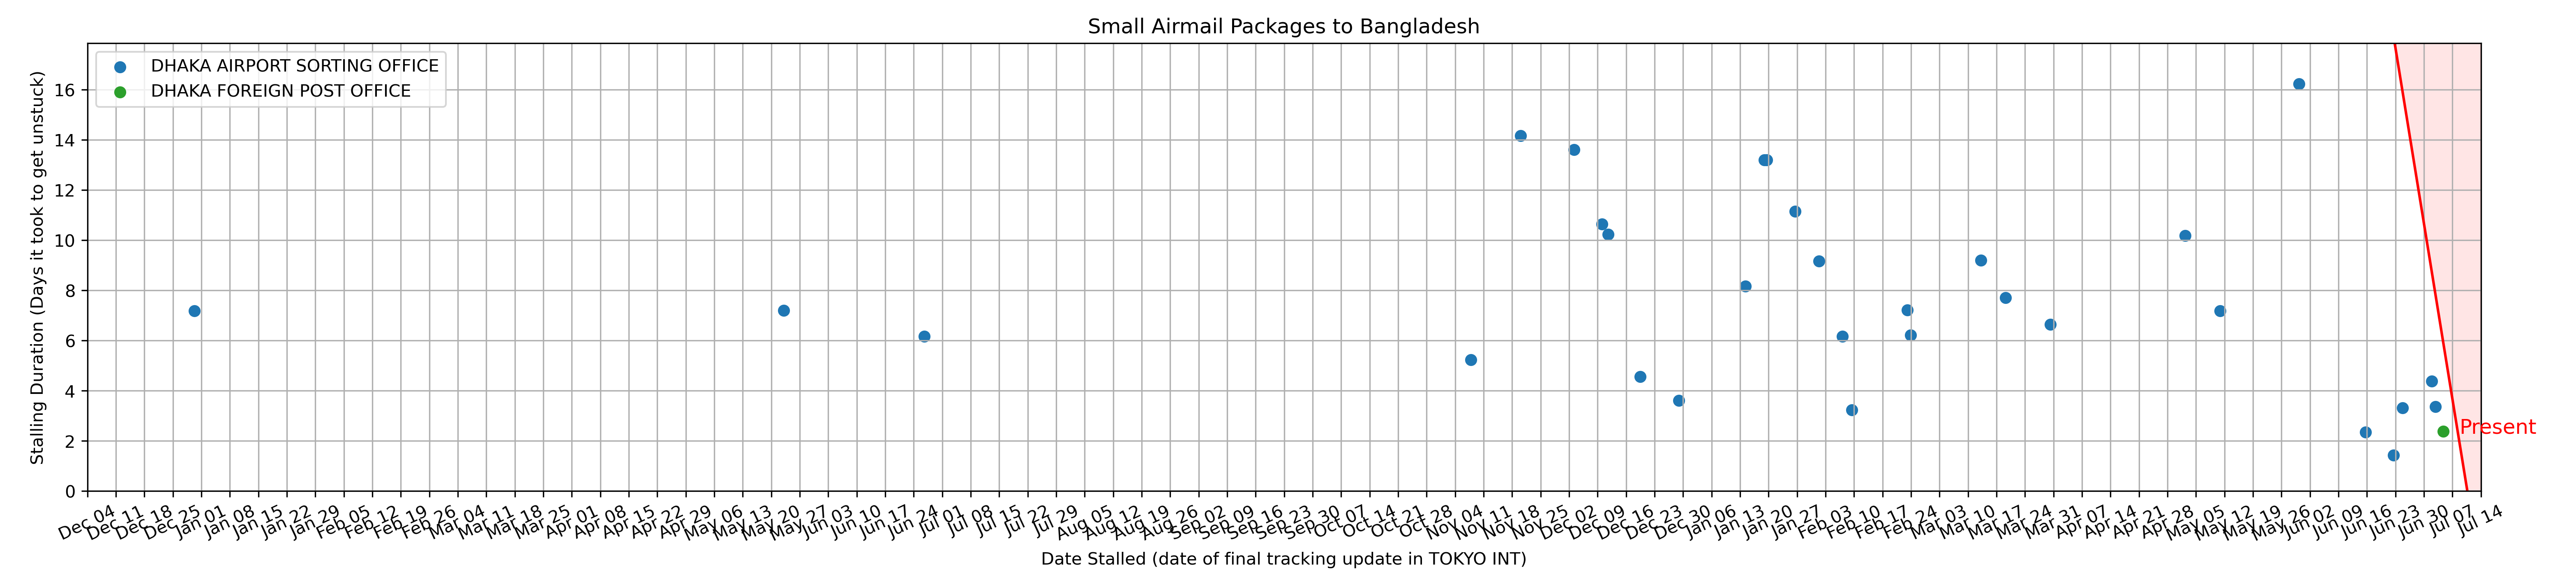 Small Airmail Packages to Bangladesh
DHAKA AIRPORT SORTING OFFICE
DHAKA FOREIGN POST OFFICE
Stalling Duration (Days it took to get unstuck)
16
14
12
10
8
6
4
2
0
Present
Dec 04 Dec 11 Dec 18 Dec 25 Jan 01 Jan 08 Jan 15 Jan 22 Jan 29 Feb 05 Feb 12 Feb 19 Feb 26 Mar 04 Mar 11 Mar 18 Mar 25 Apr 01 Apr 08 Apr 15 Apr 22 Apr 29 May 06 May 13 May 20 May 27 Jun 03 Jun 10 Jun 17 Jun 24 Jul 01 Jul 08 Jul 15 Jul 22 Jul 29 Aug 05 Aug 12 Aug 19 Aug 26 Sep 02 Sep 09 Sep 16 Sep 23 Sep 30 Oct 07 Oct 14 Oct 21 Oct 28 Nov 04 Nov 11 Nov 18 Nov 25 Dec 02 Dec 09 Dec 16 Dec 23 Dec 30 Jan 06 Jan 13 Jan 20 Jan 27 Feb 03 Feb 10 Feb 17 Feb 24 Mar 03 Mar 10 Mar 17 Mar 24 Mar 31 Apr 07 Apr 14 Apr 21 Apr 28 May 05 May 12 May 19 May 26 Jun 02 Jun 09 Jun 16 Jun 23 Jun 30 Jul 07 Jul 14
Date Stalled (date of final tracking update in TOKYO INT)